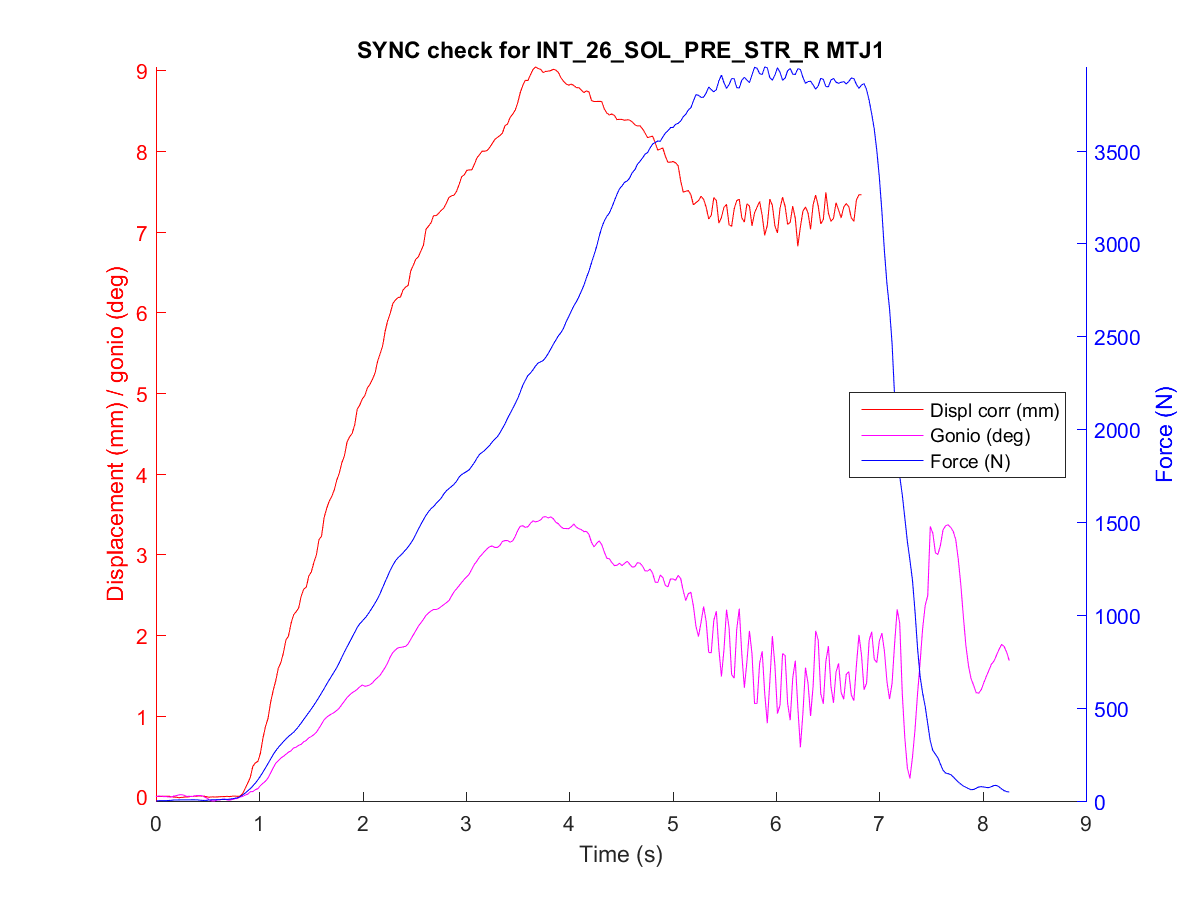 SYNC check for INT_26_SOL_PRE_STR_R MTJ1
Displacement (mm) / gonio (deg)
9
8
7
6
5
4
3
2
1
0
3500
3000
2500
2000
1500
1000
500
0
Force (N)
Displ corr (mm)
Gonio (deg)
Force (N)
0 1 2 3 4 5 6 7 8 9
Time (s)